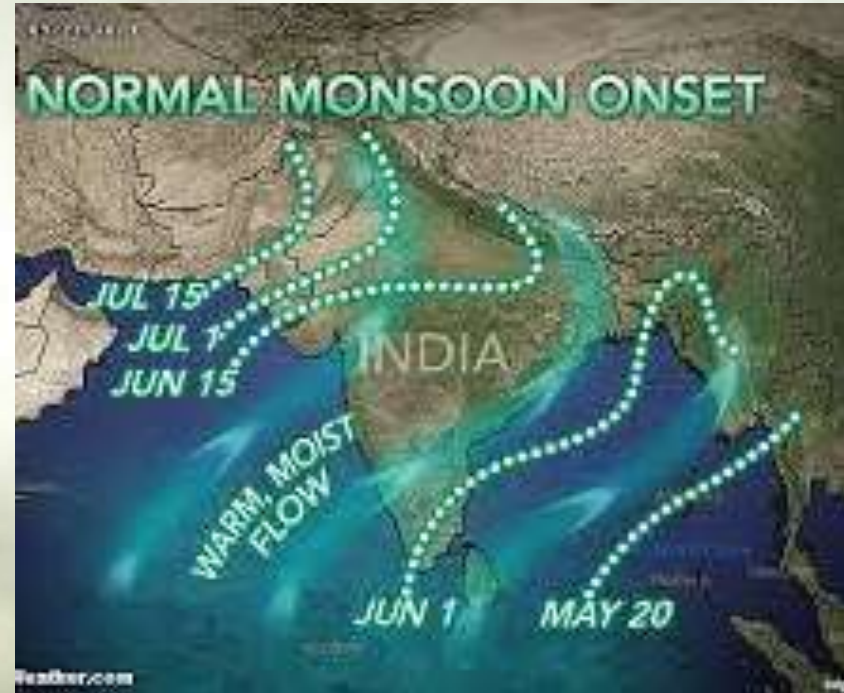 NORMAL MONSOON ONSET
JUL 15
JUL 1
JUN 15
INDIA
WARM, MOIST
FLOW
JUN 1
MAY 20